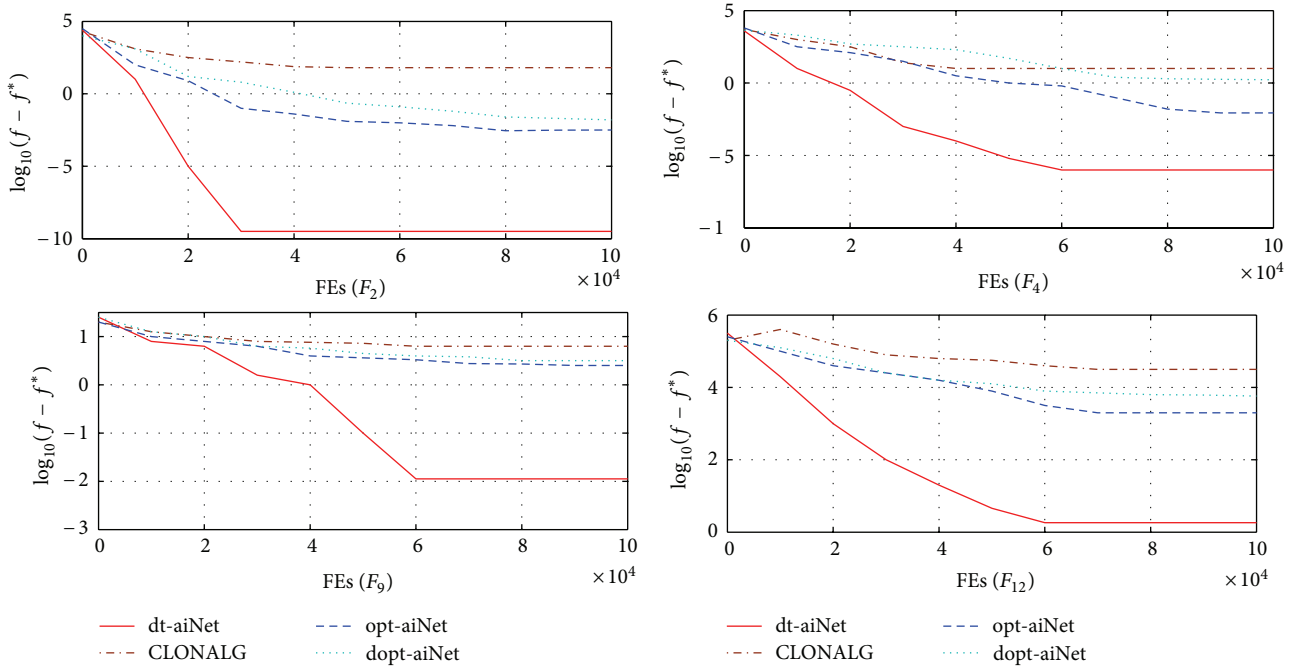 5
0
−5
−10
log10(f − f*)
0 2 4 6 8 10
×10^4
FEs (F2)
5
0
−5
−1
log10(f − f*)
0 2 4 6 8 10
×10^4
FEs (F4)
1
0
−1
−2
−3
log10(f − f*)
0 2 4 6 8 10
×10^4
FEs (F9)
6
4
2
0
log10(f − f*)
0 2 4 6 8 10
×10^4
FEs (F12)
dt-aiNet
CLONALG
opt-aiNet
dopt-aiNet
dt-aiNet
CLONALG
opt-aiNet
dopt-aiNet